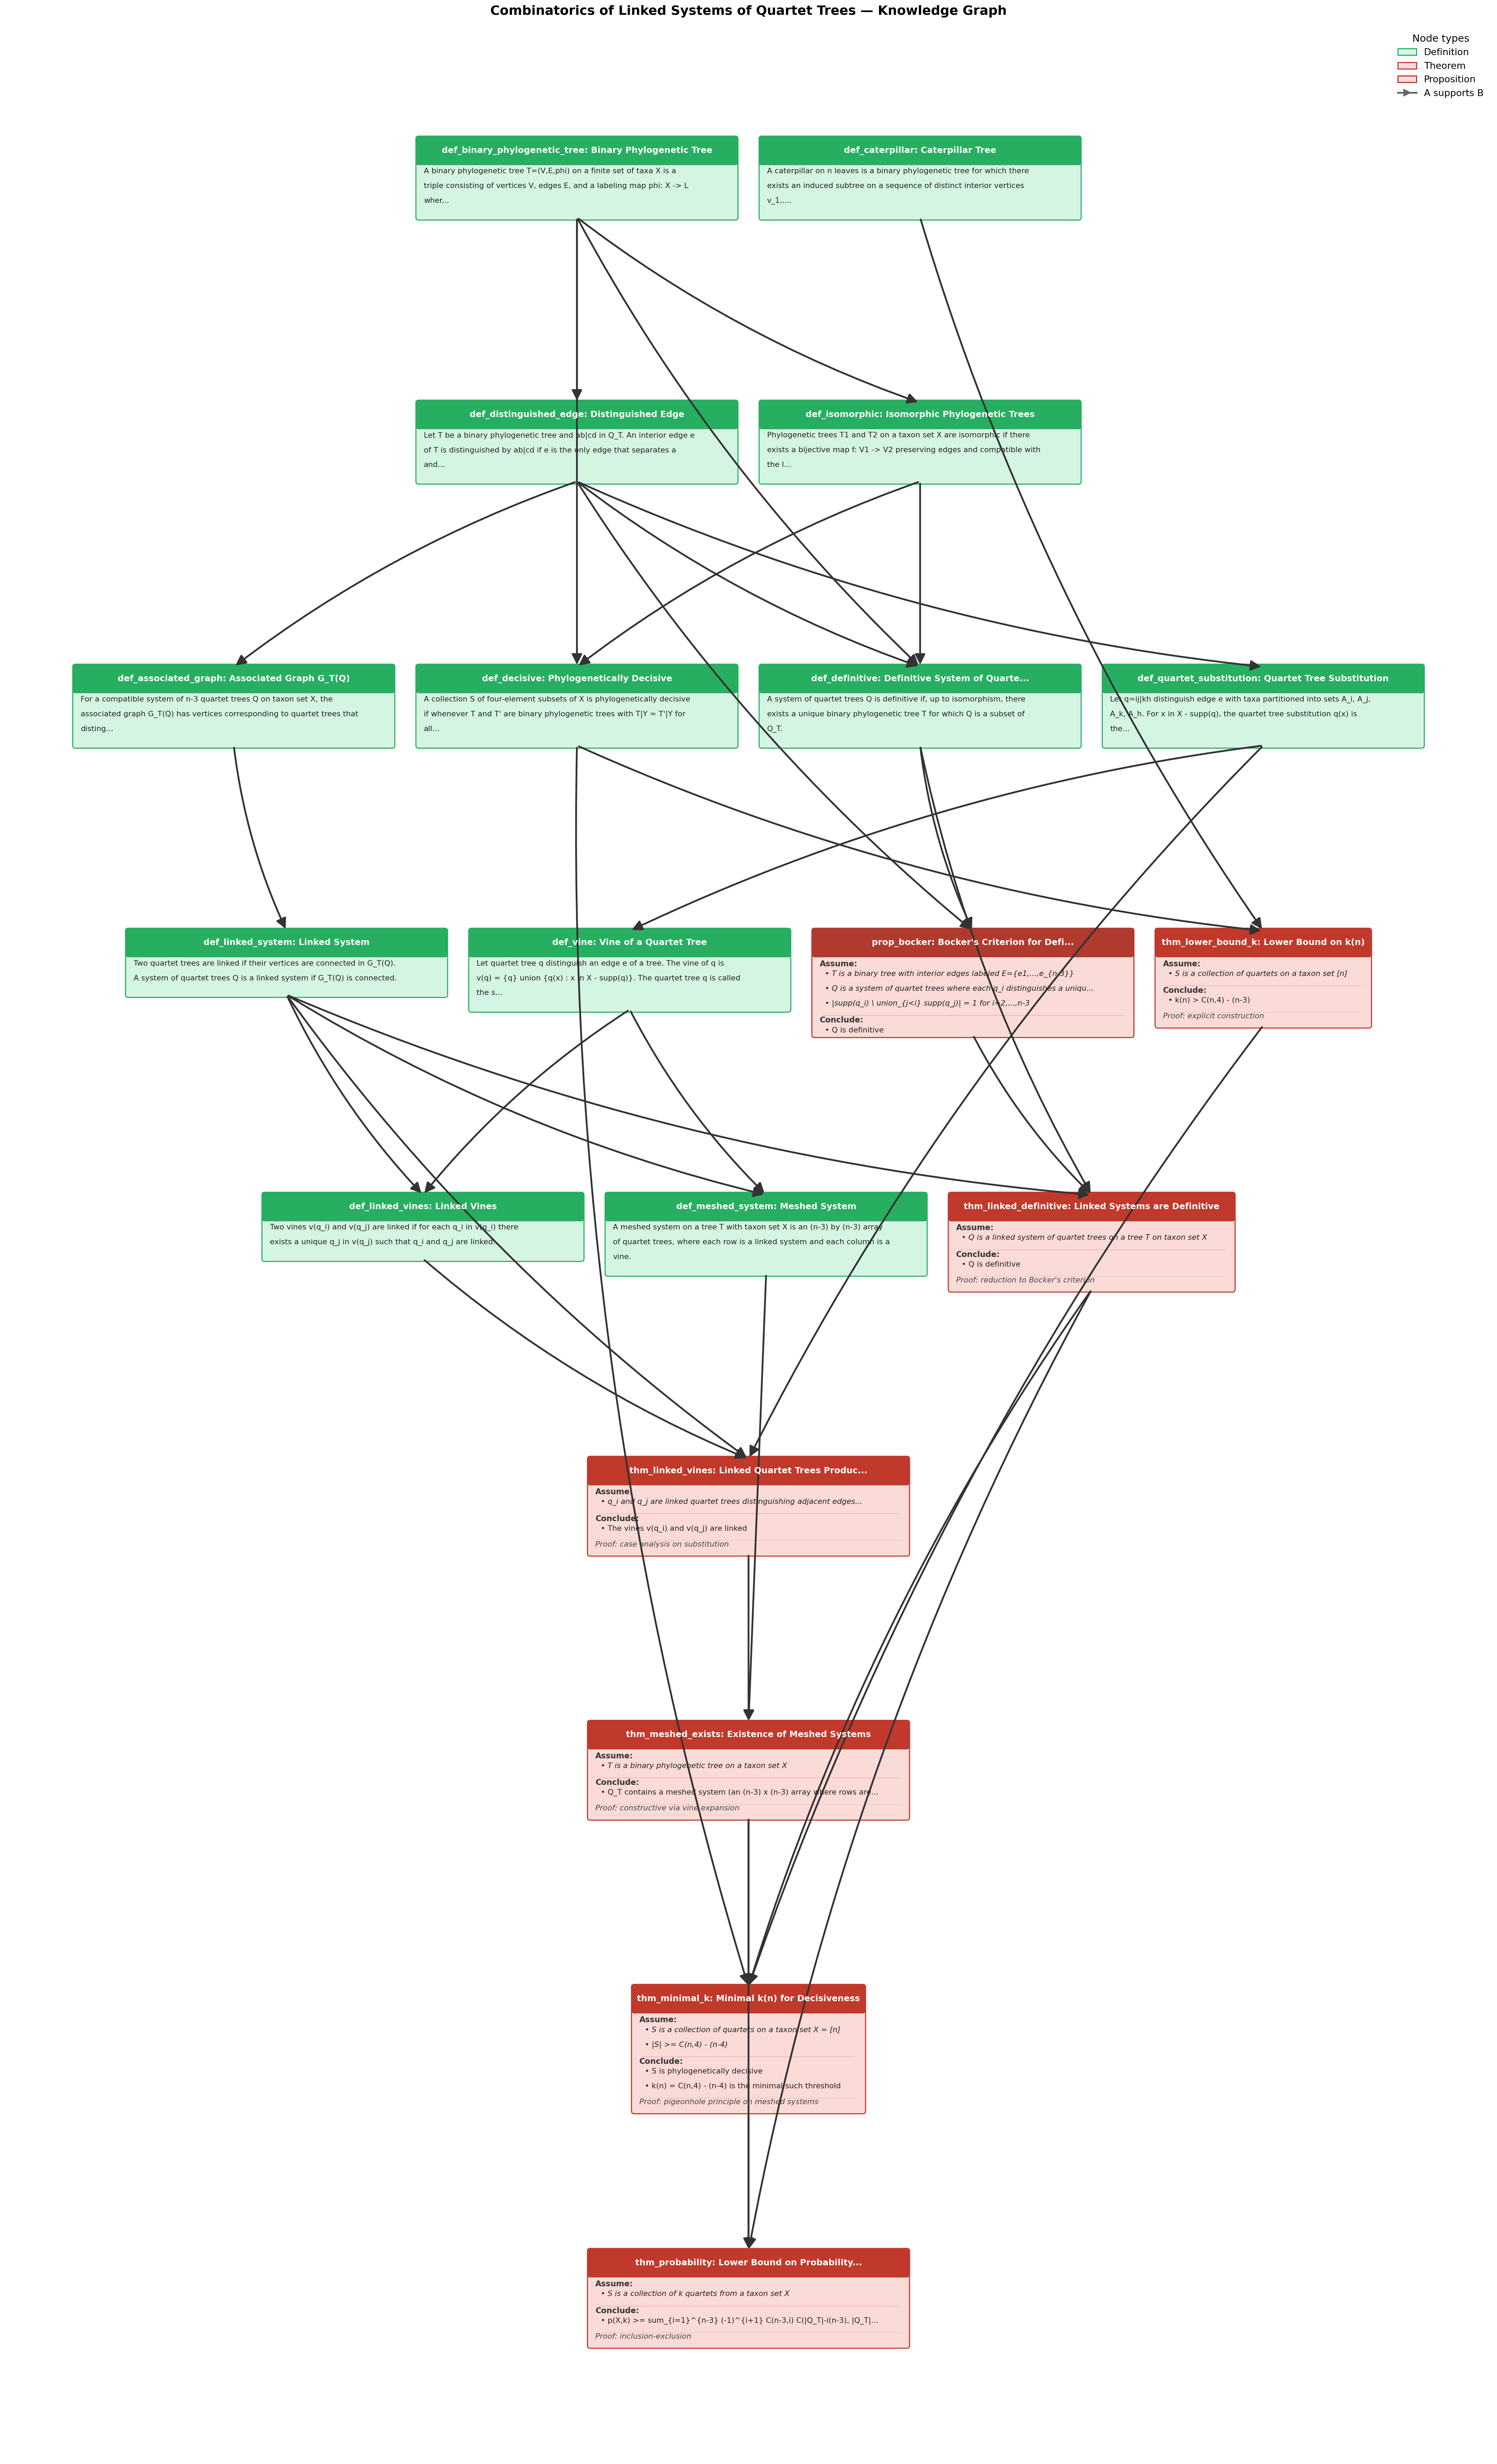 Combinatorics of Linked Systems of Quartet Trees — Knowledge Graph
Node types
Definition
Theorem
Proposition
A supports B
def_binary_phylogenetic_tree: Binary Phylogenetic Tree
A binary phylogenetic tree T=(V,E,phi) on a finite set of taxa X is a
triple consisting of vertices V, edges E, and a labeling map phi: X -> L
wher...
def_caterpillar: Caterpillar Tree
A caterpillar on n leaves is a binary phylogenetic tree for which there
exists an induced subtree on a sequence of distinct interior vertices
v_1,....
def_distinguished_edge: Distinguished Edge
Let T be a binary phylogenetic tree and ab|cd in Q_T. An interior edge e
of T is distinguished by ab|cd if e is the only edge that separates a
and...
def_isomorphic: Isomorphic Phylogenetic Trees
Phylogenetic trees T1 and T2 on a taxon set X are isomorphic if there
exists a bijective map f: V1 -> V2 preserving edges and compatible with
the l...
def_associated_graph: Associated Graph G_T(Q)
For a compatible system of n-3 quartet trees Q on taxon set X, the
associated graph G_T(Q) has vertices corresponding to quartet trees that
disting...
def_decisive: Phylogenetically Decisive
A collection S of four-element subsets of X is phylogenetically decisive
if whenever T and T' are binary phylogenetic trees with T|Y = T'|Y for
all...
def_definitive: Definitive System of Quarte...
A system of quartet trees Q is definitive if, up to isomorphism, there
exists a unique binary phylogenetic tree T for which Q is a subset of
Q_T.
def_quartet_substitution: Quartet Tree Substitution
Let q=ij|kh distinguish edge e with taxa partitioned into sets A_i, A_j,
A_k, A_h. For x in X - supp(q), the quartet tree substitution q(x) is
the...
def_linked_system: Linked System
Two quartet trees are linked if their vertices are connected in G_T(Q).
A system of quartet trees Q is a linked system if G_T(Q) is connected.
def_vine: Vine of a Quartet Tree
Let quartet tree q distinguish an edge e of a tree. The vine of q is
v(q) = {q} union {q(x) : x in X - supp(q)}. The quartet tree q is called
the s...
prop_bocker: Bocker's Criterion for Defi...
Assume:
• T is a binary tree with interior edges labeled E={e1,...,e_{n-3}}
• Q is a system of quartet trees where each q_i distinguishes a uniqu...
• |supp(q_i) \ union_{j<i} supp(q_j)| = 1 for i=2,...,n-3
Conclude:
• Q is definitive
thm_lower_bound_k: Lower Bound on k(n)
Assume:
• S is a collection of quartets on a taxon set [n]
Conclude:
• k(n) > C(n,4) - (n-3)
Proof: explicit construction
def_linked_vines: Linked Vines
Two vines v(q_i) and v(q_j) are linked if for each q_i in v(q_i) there
exists a unique q_j in v(q_j) such that q_i and q_j are linked.
def_meshed_system: Meshed System
A meshed system on a tree T with taxon set X is an (n-3) by (n-3) array
of quartet trees, where each row is a linked system and each column is a
vine.
thm_linked_definitive: Linked Systems are Definitive
Assume:
• Q is a linked system of quartet trees on a tree T on taxon set X
Conclude:
• Q is definitive
Proof: reduction to Bocker's criterion
thm_linked_vines: Linked Quartet Trees Produc...
Assume:
• q_i and q_j are linked quartet trees distinguishing adjacent edges...
Conclude:
• The vines v(q_i) and v(q_j) are linked
Proof: case analysis on substitution
thm_meshed_exists: Existence of Meshed Systems
Assume:
• T is a binary phylogenetic tree on a taxon set X
Conclude:
• Q_T contains a meshed system (an (n-3) x (n-3) array where rows are...
Proof: constructive via vine expansion
thm_minimal_k: Minimal k(n) for Decisiveness
Assume:
• S is a collection of quartets on a taxon set X = [n]
• |S| >= C(n,4) - (n-4)
Conclude:
• S is phylogenetically decisive
• k(n) = C(n,4) - (n-4) is the minimal such threshold
Proof: pigeonhole principle on meshed systems
thm_probability: Lower Bound on Probability...
Assume:
• S is a collection of k quartets from a taxon set X
Conclude:
• p(X,k) >= sum_{i=1}^{n-3} (-1)^{i+1} C(n-3,i) C(|Q_T|-i(n-3), |Q_T|...
Proof: inclusion-exclusion